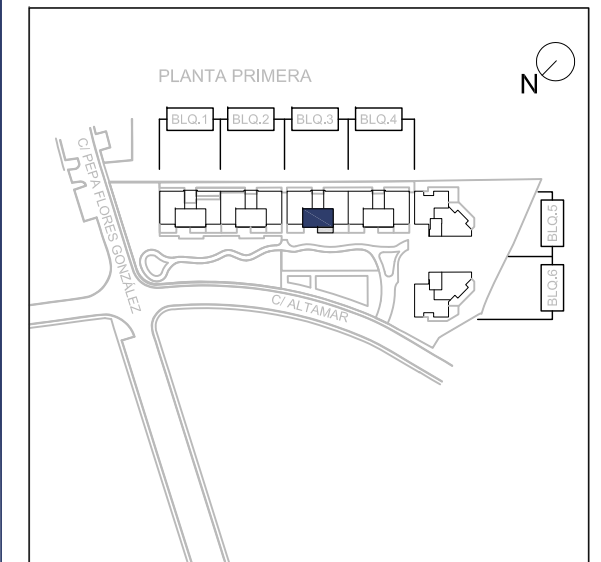 PLANTA PRIMERA
N
BLQ.1
BLQ.2
BLQ.3
BLQ.4
C/ PEPA FLORES GONZÁLEZ
BLQ.5
BLQ.6
C/ ALTAMAR